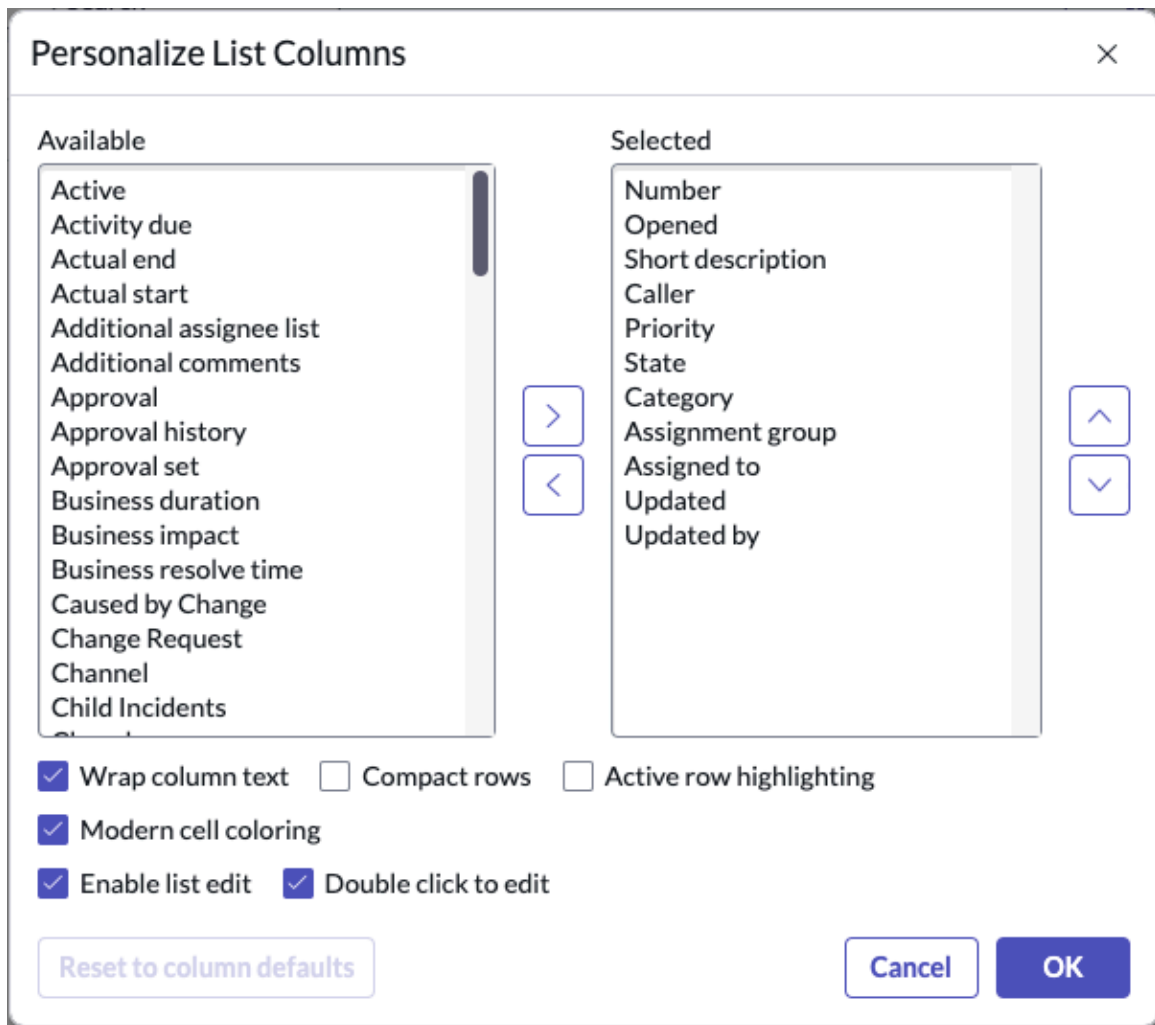 Personalize List Columns
Available
Active
Activity due
Actual end
Actual start
Additional assignee list
Additional comments
Approval
Approval history
Approval set
Business duration
Business impact
Business resolve time
Caused by Change
Change Request
Channel
Child Incidents
Selected
Number
Opened
Short description
Caller
Priority
State
Category
Assignment group
Assigned to
Updated
Updated by
Wrap column text Compact rows Active row highlighting
Modern cell coloring
Enable list edit Double click to edit
Reset to column defaults Cancel OK